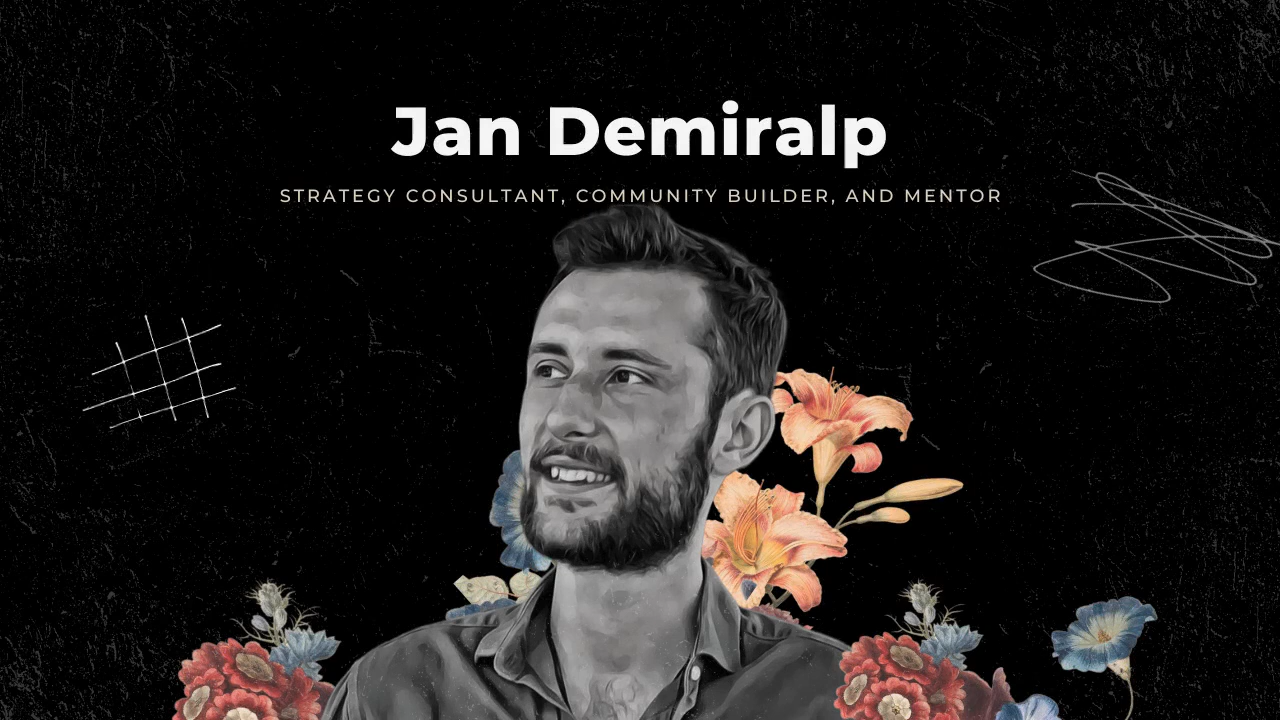 Jan Demiralp
STRATEGY CONSULTANT, COMMUNITY BUILDER, AND MENTOR